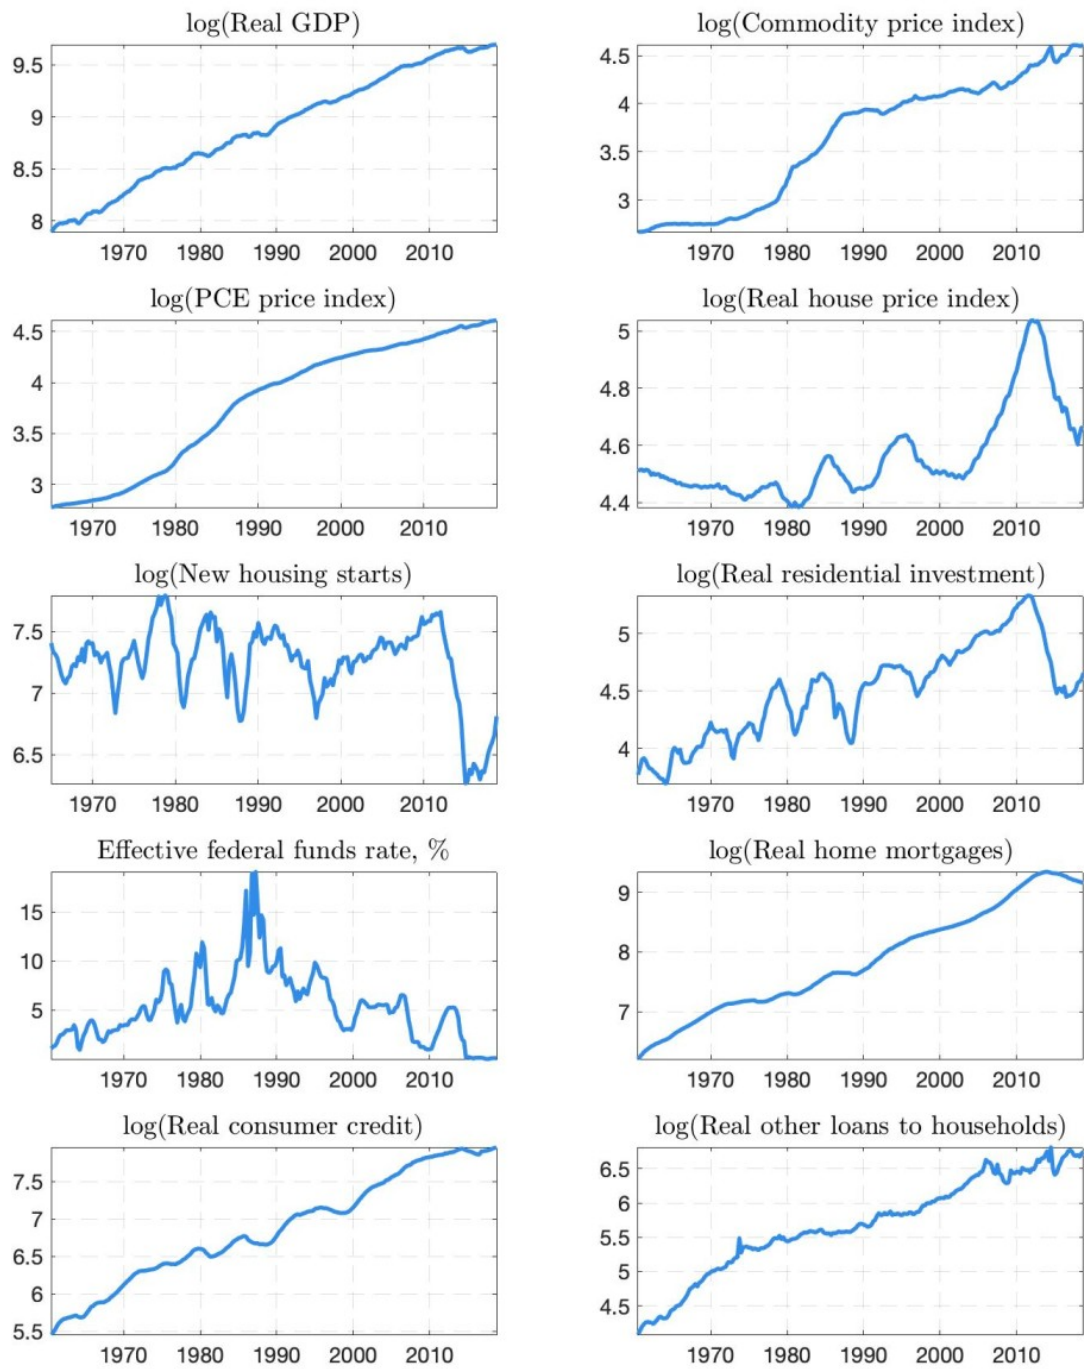 log(Real GDP)
9.5
9
8.5
8
1970 1980 1990 2000 2010
log(Commodity price index)
4.5
4
3.5
3
1970 1980 1990 2000 2010
log(PCE price index)
4.5
4
3.5
3
1970 1980 1990 2000 2010
log(Real house price index)
5
4.8
4.6
4.4
1970 1980 1990 2000 2010
log(New housing starts)
7.5
7
6.5
1970 1980 1990 2000 2010
log(Real residential investment)
5
4.5
4
1970 1980 1990 2000 2010
Effective federal funds rate, %
15
10
5
1970 1980 1990 2000 2010
log(Real home mortgages)
9
8
7
1970 1980 1990 2000 2010
log(Real consumer credit)
7.5
7
6.5
6
5.5
1970 1980 1990 2000 2010
log(Real other loans to households)
6.5
6
5.5
5
4.5
1970 1980 1990 2000 2010